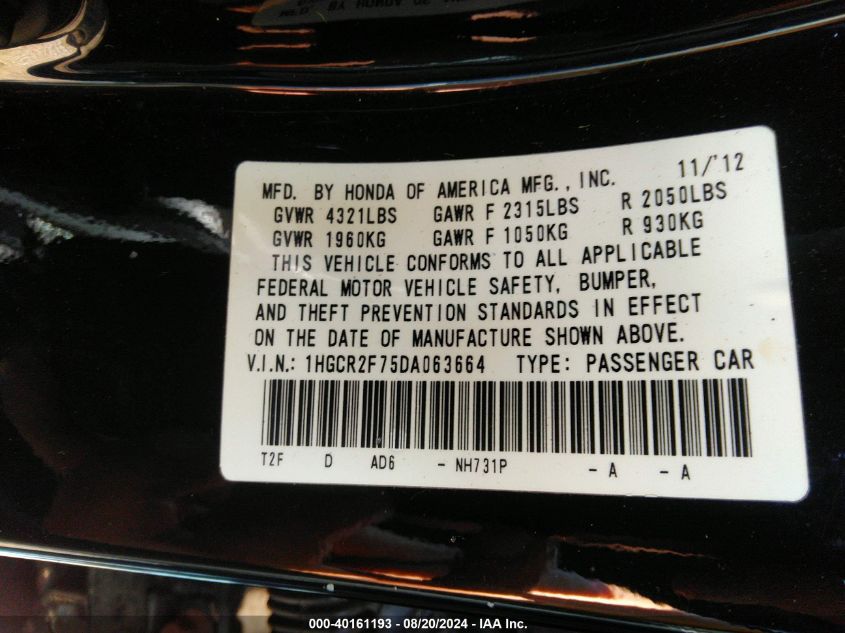 MFD. BY HONDA OF AMERICA MFG., INC. 11/'12
GVWR 4321LBS GAWR F 2315LBS R 2050LBS
GVWR 1960KG GAWR F 1050KG R 930KG
THIS VEHICLE CONFORMS TO ALL APPLICABLE
FEDERAL MOTOR VEHICLE SAFETY, BUMPER,
AND THEFT PREVENTION STANDARDS IN EFFECT
ON THE DATE OF MANUFACTURE SHOWN ABOVE.
V.I.N.: 1HGCR2F75DA063664 TYPE: PASSENGER CAR
T2F D AD6 - NH731P - A - A
000-40161193 - 08/20/2024 - IAA Inc.